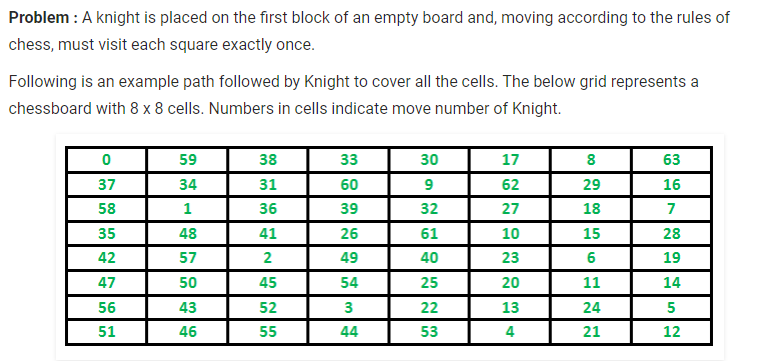 Problem : A knight is placed on the first block of an empty board and, moving according to the rules of
chess, must visit each square exactly once.
Following is an example path followed by Knight to cover all the cells. The below grid represents a
chessboard with 8 x 8 cells. Numbers in cells indicate move number of Knight.
0 59 38 33 30 17 8 63
37 34 31 60 9 62 29 16
58 1 36 39 32 27 18 7
35 48 41 26 61 10 15 28
42 57 2 49 40 23 6 19
47 50 45 54 25 20 11 14
56 43 52 3 22 13 24 5
51 46 55 44 53 4 21 12